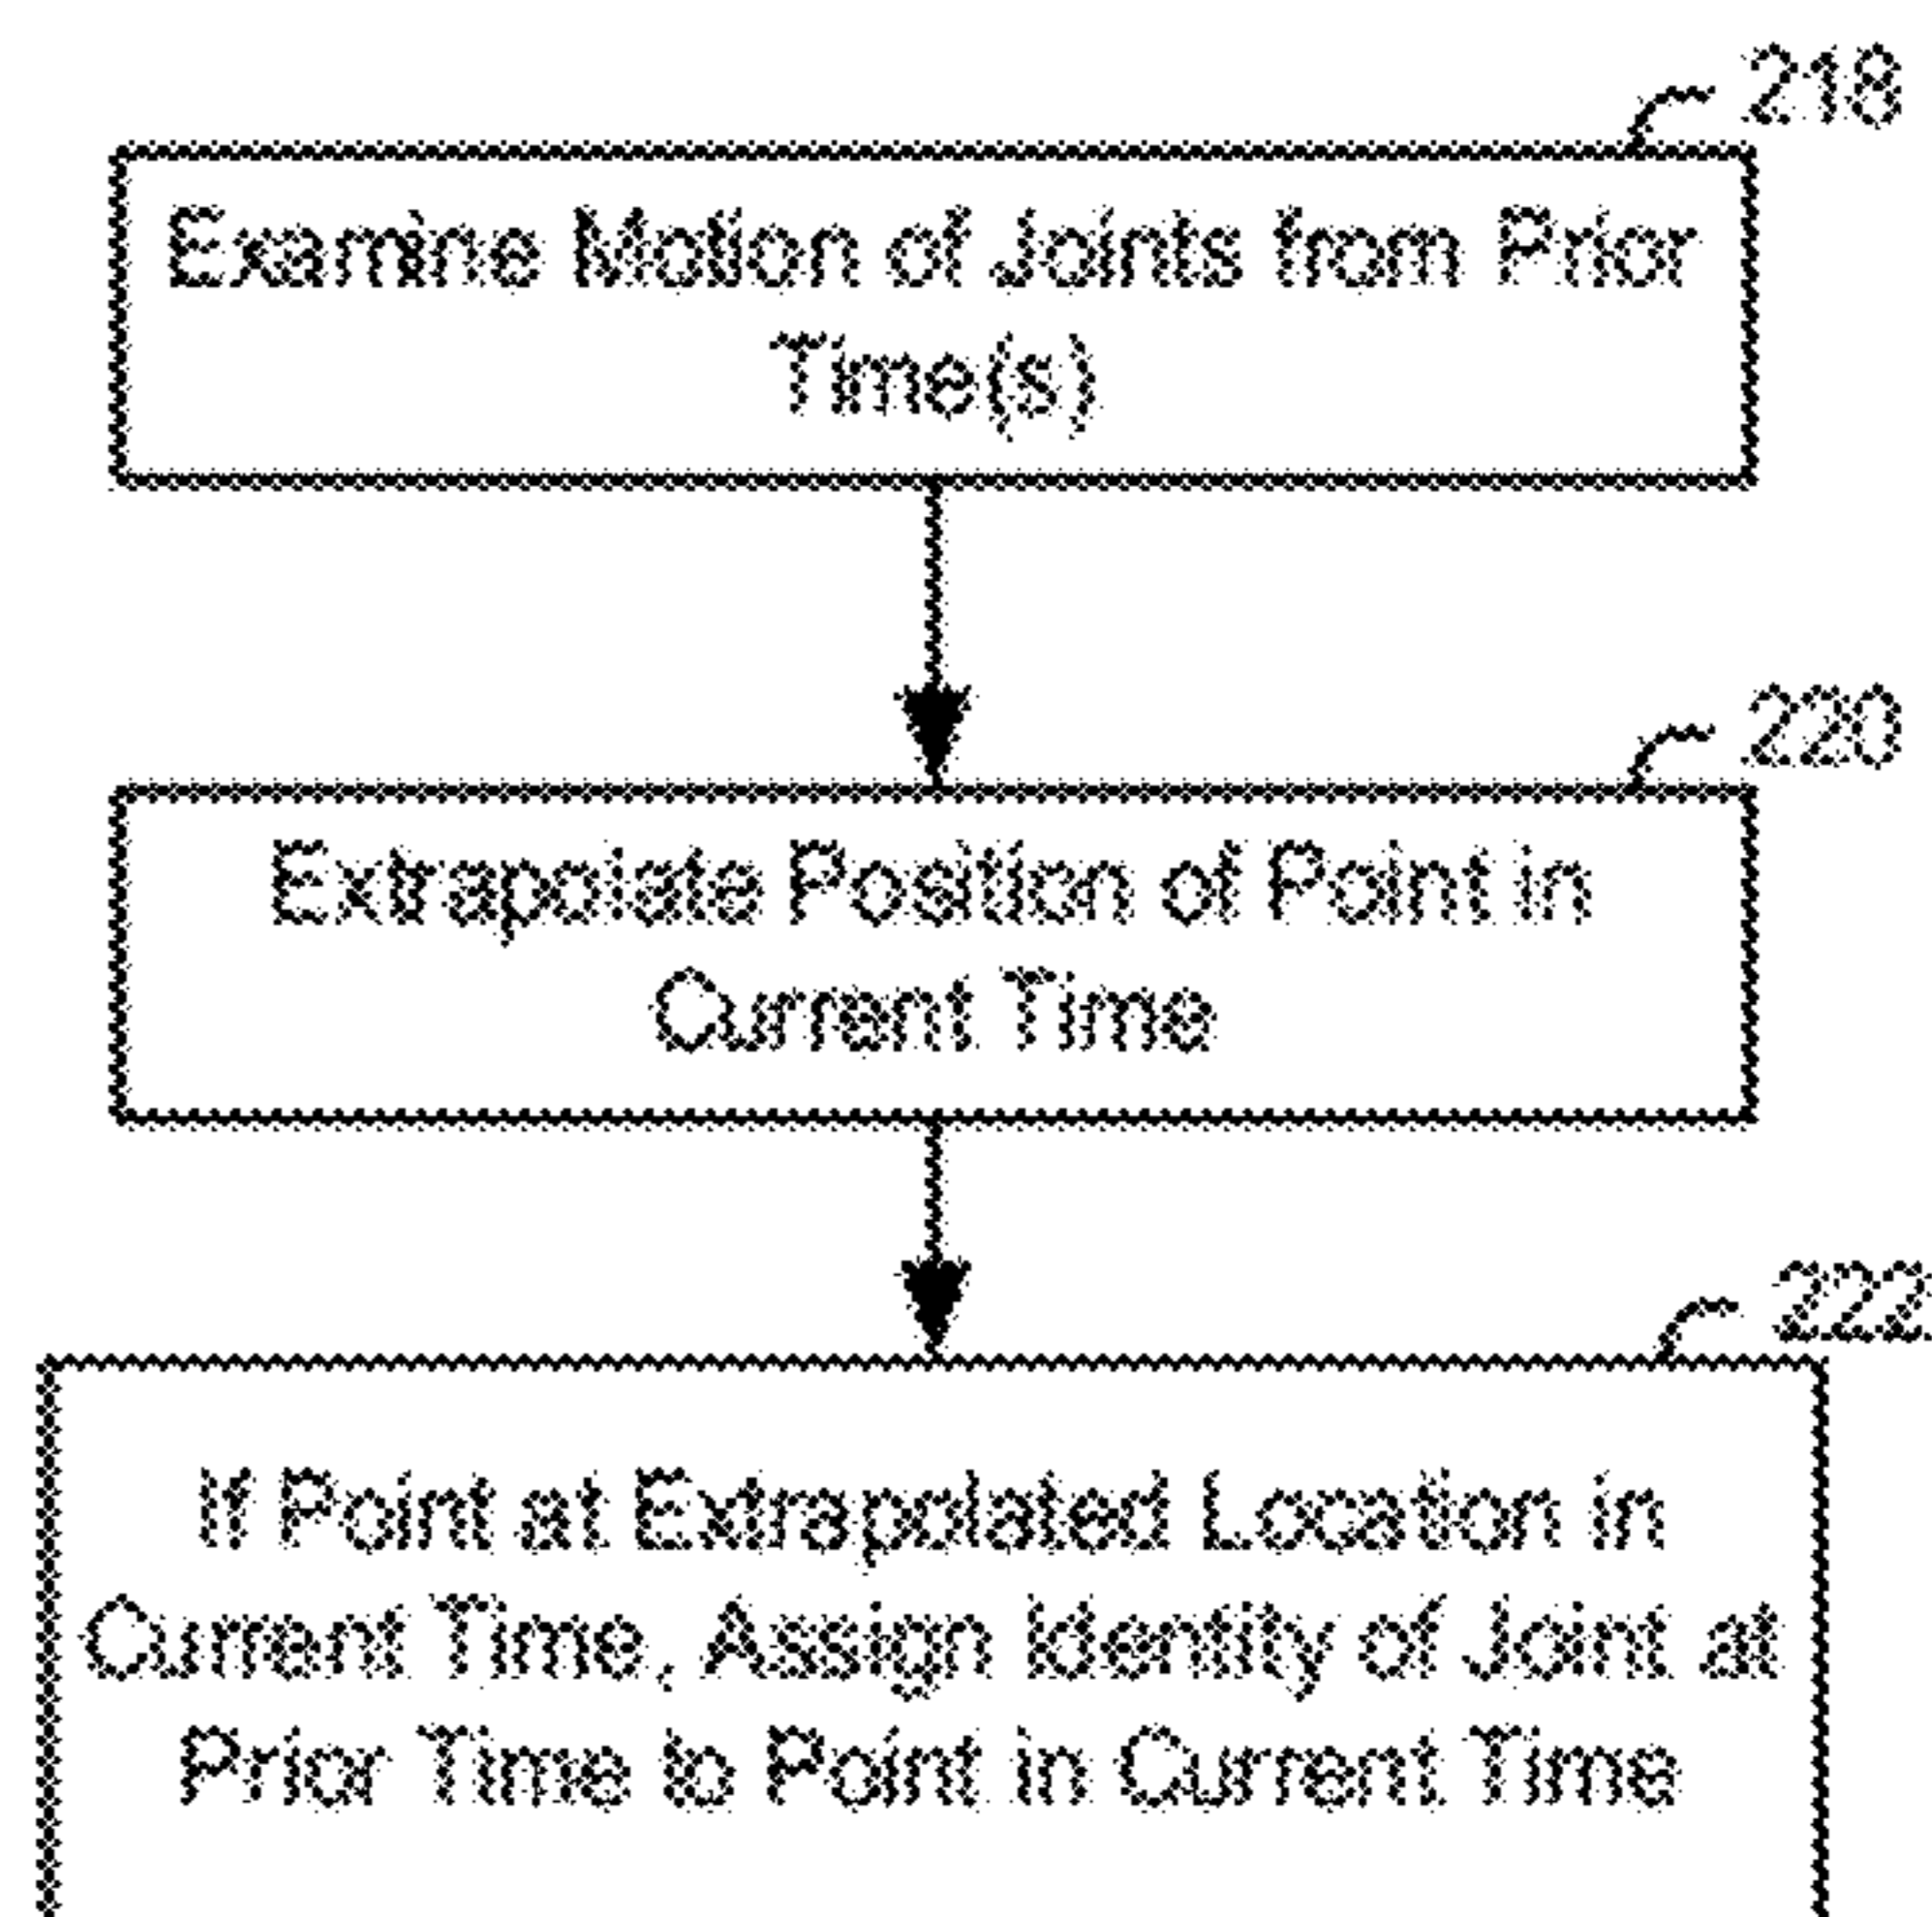 218
Examine Motion of Joints from Prior
Time(s)
220
Extrapolate Position of Point in
Current Time
222
If Point at Extrapolated Location in
Current Time, Assign Identity of Joint at
Prior Time to Point in Current Time